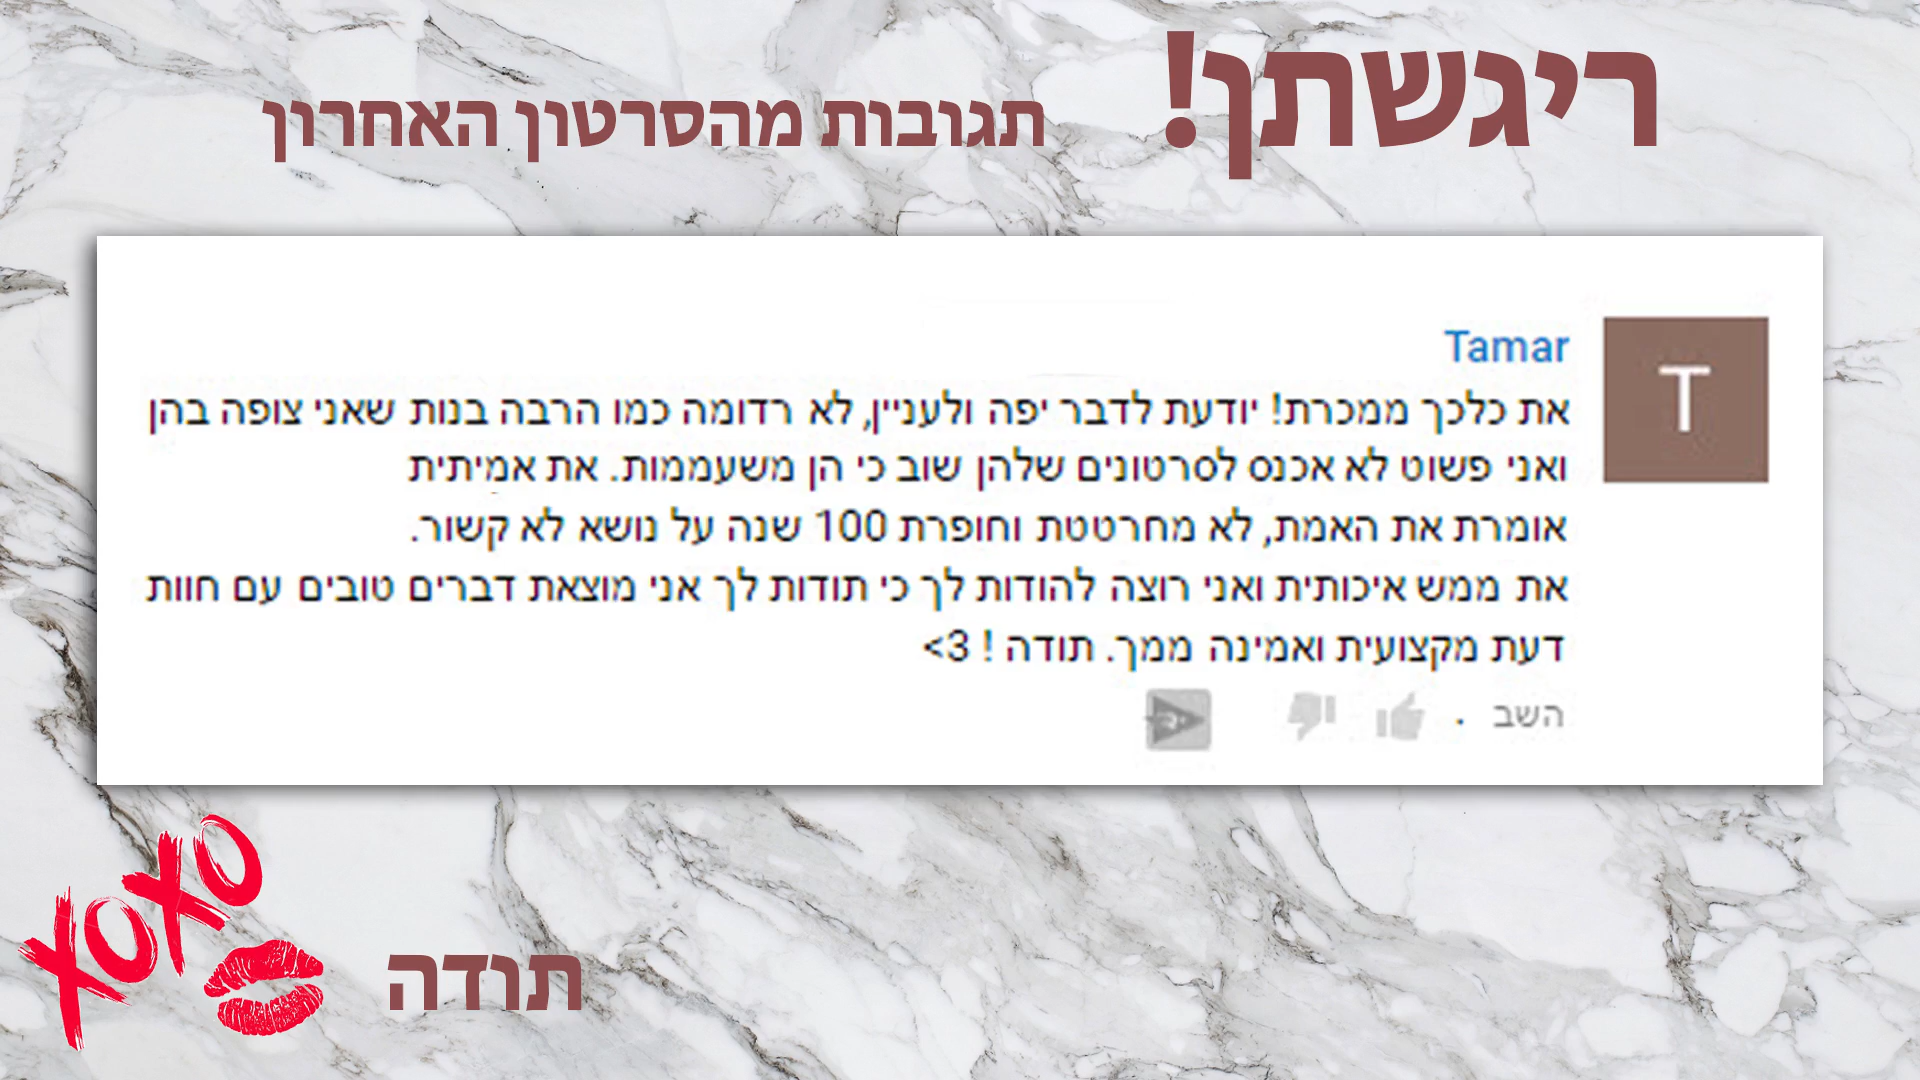 ריגשתן!
תגובות מהסרטון האחרון
Tamar
T
את כלכך ממכרת! יודעת לדבר יפה ולעניין, לא רדומה כמו הרבה בנות שאני צופה בהן
ואני פשוט לא אכנס לסרטונים שלהן שוב כי הן משעממות. את אמיתית
אומרת את האמת, לא מחרטטת וחופרת 100 שנה על נושא לא קשור.
את ממש איכותית ואני רוצה להודות לך כי תודות לך אני מוצאת דברים טובים עם חוות
דעת מקצועית ואמינה ממך. תודה ! 3>
השב ·
XOXO
תודה